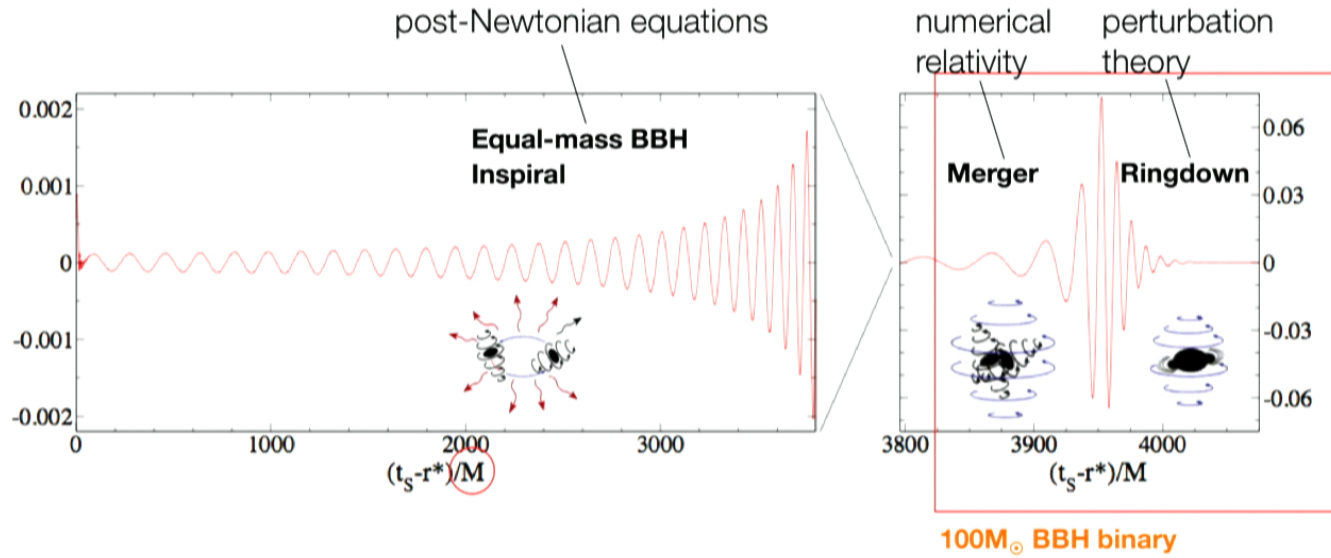 post-Newtonian equations
numerical relativity
perturbation theory
0.002
0.001
0
-0.001
-0.002
Equal-mass BBH
Inspiral
0 1000 2000 3000
(t_S-r*)/M
Merger
Ringdown
0.06
0.03
0
-0.03
-0.06
3800 3900 4000
(t_S-r*)/M
100M☉ BBH binary